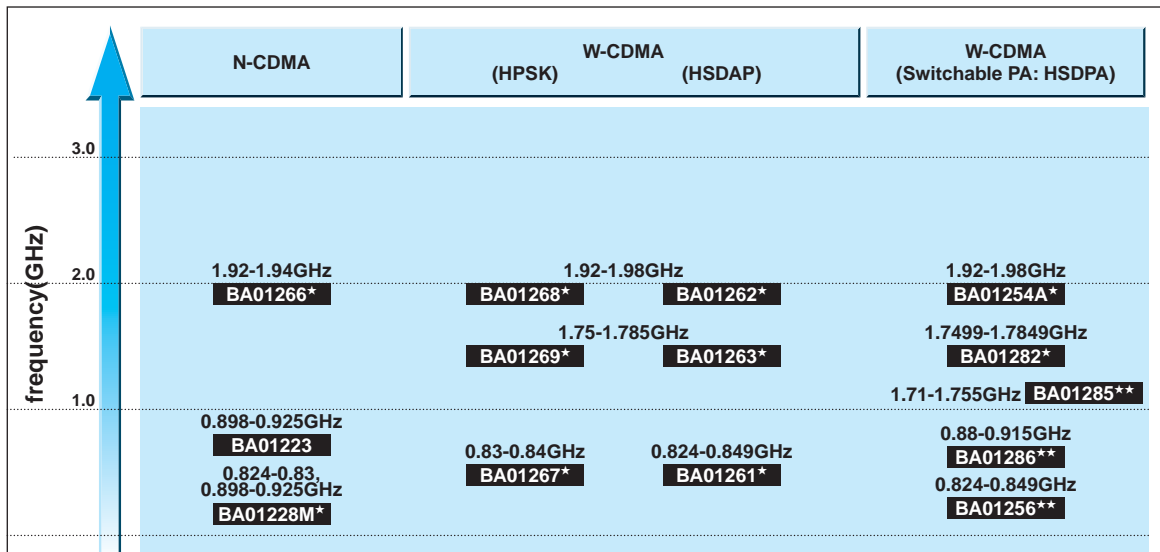 N-CDMA
W-CDMA
(HPSK) (HSDAP)
W-CDMA
(Switchable PA: HSDPA)
frequency(GHz)
3.0
2.0
1.0
1.92-1.94GHz
BA01266★
0.898-0.925GHz
BA01223
0.824-0.83,
0.898-0.925GHz
BA01228M★
1.92-1.98GHz
BA01268★ BA01262★
1.75-1.785GHz
BA01269★ BA01263★
0.83-0.84GHz 0.824-0.849GHz
BA01267★ BA01261★
1.92-1.98GHz
BA01254A★
1.7499-1.7849GHz
BA01282★
1.71-1.755GHz BA01285★★
0.88-0.915GHz
BA01286★★
0.824-0.849GHz
BA01256★★